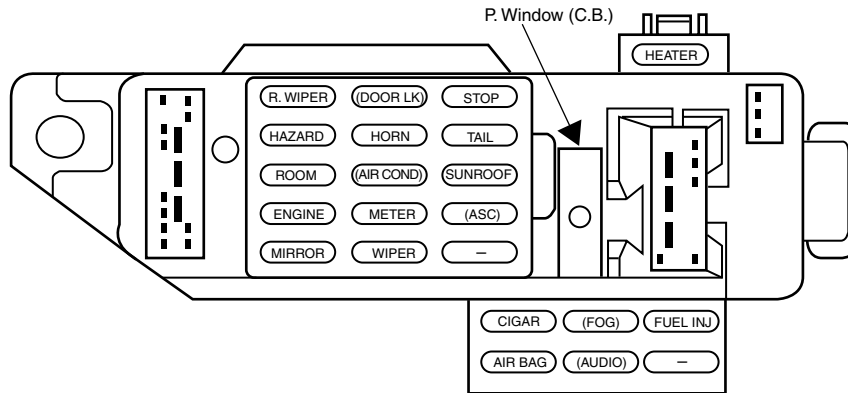 P. Window (C.B.)
HEATER
R. WIPER (DOOR LK) STOP
HAZARD HORN TAIL
ROOM (AIR COND) SUNROOF
ENGINE METER (ASC)
MIRROR WIPER –
CIGAR (FOG) FUEL INJ
AIR BAG (AUDIO) –